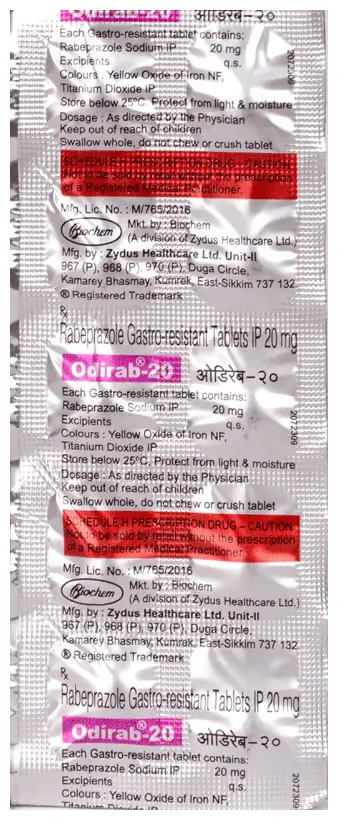 Odirab-20 ओडिरेब-२०
Each Gastro-resistant tablet contains:
Rabeprazole Sodium IP 20 mg
Excipients q.s.
Colours : Yellow Oxide of Iron NF,
Titanium Dioxide IP
Store below 25°C, Protect from light & moisture
Dosage : As directed by the Physician
Keep out of reach of children
Swallow whole, do not chew or crush tablet
2072309
SCHEDULE H PRESCRIPTION DRUG - CAUTION
Not to be sold by retail without the prescription
of a Registered Medical Practitioner.
Mfg. Lic. No. : M/765/2016
Biochem
Mkt. by : Biochem
(A division of Zydus Healthcare Ltd.)
Mfg. by : Zydus Healthcare Ltd. Unit-II
967 (P), 968 (P), 970 (P), Duga Circle,
Kamarey Bhasmay, Kumrek, East-Sikkim 737 132.
® Registered Trademark
Rx
Rabeprazole Gastro-resistant Tablets IP 20 mg
Odirab®-20 ओडिरेब-२०
Each Gastro-resistant tablet contains:
Rabeprazole Sodium IP 20 mg
Excipients q.s.
Colours : Yellow Oxide of Iron NF,
Titanium Dioxide IP
Store below 25°C, Protect from light & moisture
Dosage : As directed by the Physician
Keep out of reach of children
Swallow whole, do not chew or crush tablet
2072309
SCHEDULE H PRESCRIPTION DRUG - CAUTION
Not to be sold by retail without the prescription
of a Registered Medical Practitioner.
Mfg. Lic. No. : M/765/2016
Biochem
Mkt. by : Biochem
(A division of Zydus Healthcare Ltd.)
Mfg. by : Zydus Healthcare Ltd. Unit-II
967 (P), 968 (P), 970 (P), Duga Circle,
Kamarey Bhasmay, Kumrek, East-Sikkim 737 132.
® Registered Trademark
Rx
Rabeprazole Gastro-resistant Tablets IP 20 mg
Odirab®-20 ओडिरेब-२०
Each Gastro-resistant tablet contains:
Rabeprazole Sodium IP 20 mg
Excipients q.s.
Colours : Yellow Oxide of Iron NF,
Titanium Dioxide IP
2072309